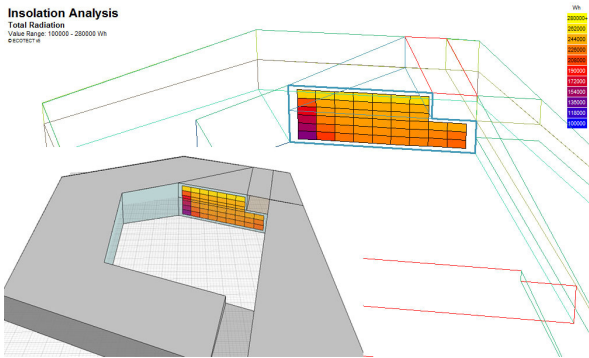 Insolation Analysis
Total Radiation
Value Range: 100000 - 280000 Wh
© ECOTECT v5
Wh
280000+
262000
244000
226000
208000
190000
172000
154000
136000
118000
100000